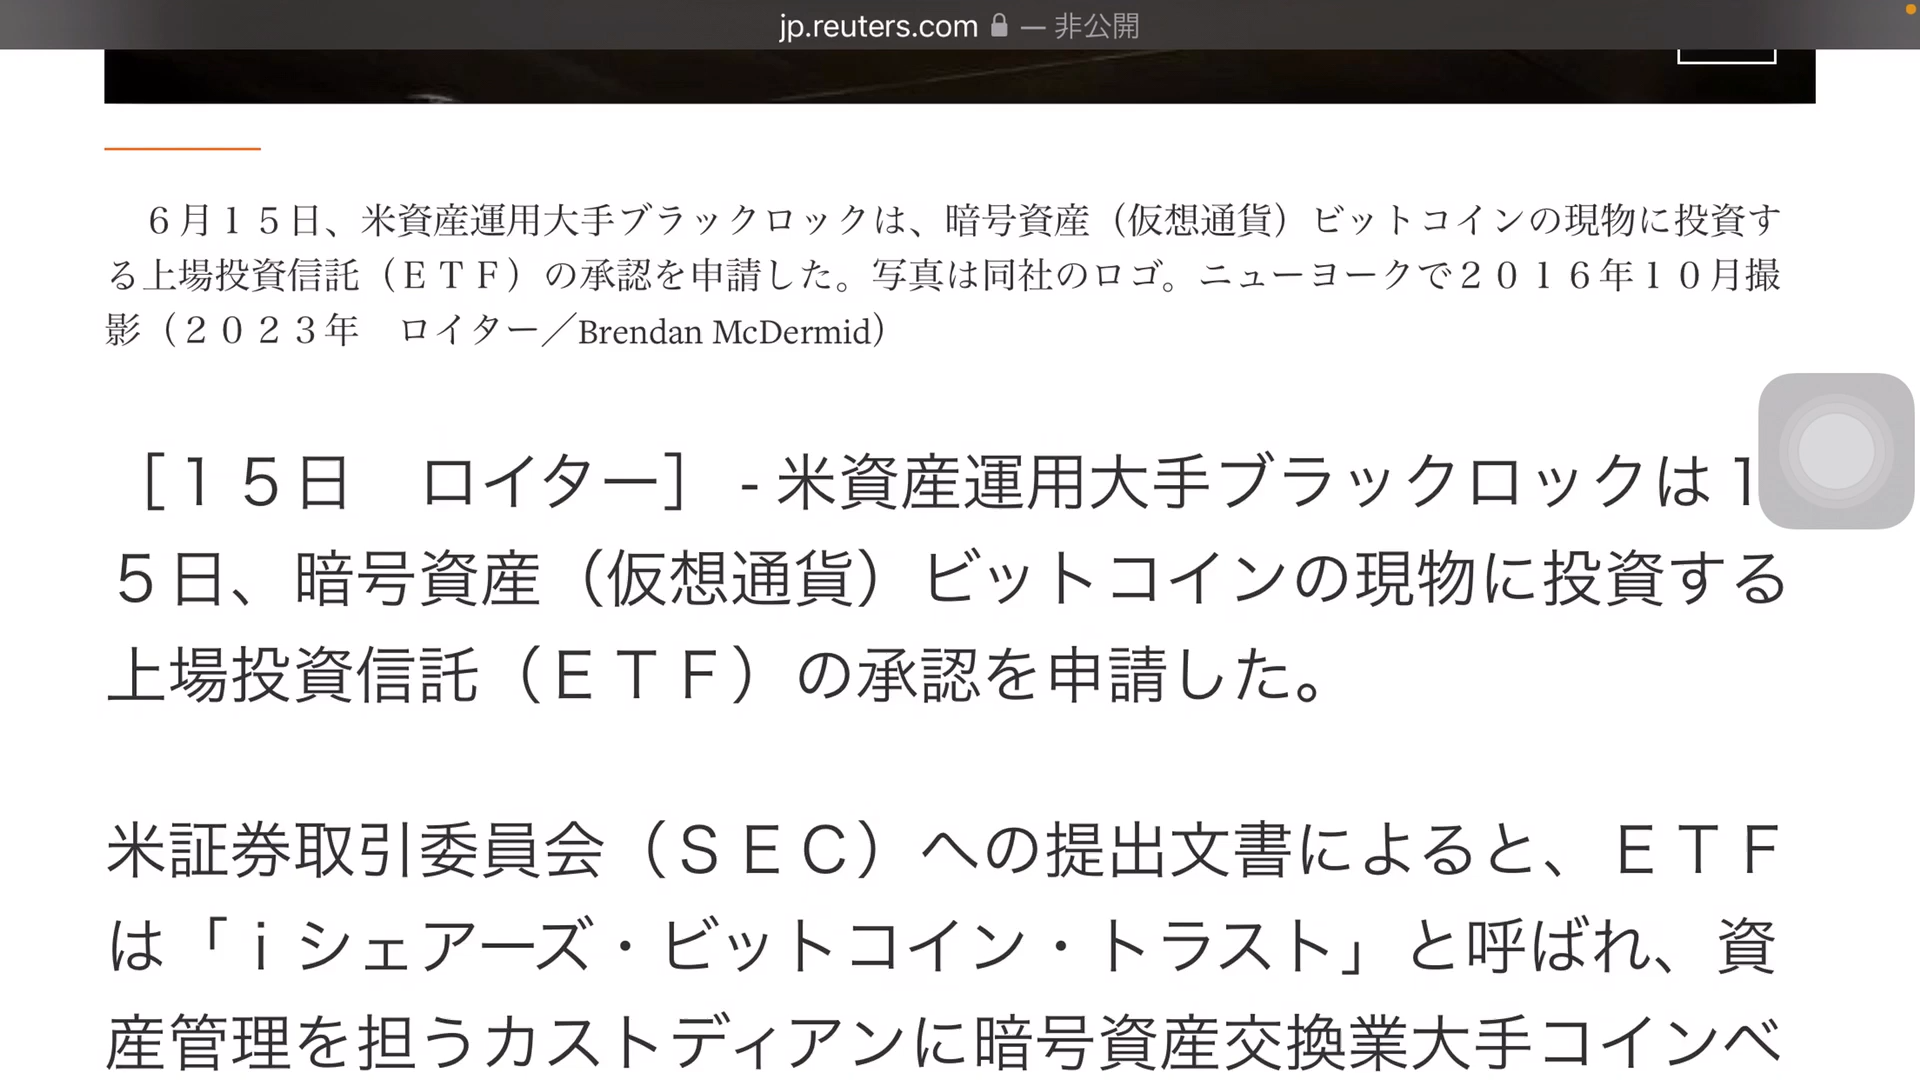 jp.reuters.com — 非公開
６月１５日、米資産運用大手ブラックロックは、暗号資産（仮想通貨）ビットコインの現物に投資す
る上場投資信託（ＥＴＦ）の承認を申請した。写真は同社のロゴ。ニューヨークで２０１６年１０月撮
影（２０２３年　ロイター／Brendan McDermid）
［１５日　ロイター］ - 米資産運用大手ブラックロックは１
５日、暗号資産（仮想通貨）ビットコインの現物に投資する
上場投資信託（ＥＴＦ）の承認を申請した。
米証券取引委員会（ＳＥＣ）への提出文書によると、ＥＴＦ
は「ｉシェアーズ・ビットコイン・トラスト」と呼ばれ、資
産管理を担うカストディアンに暗号資産交換業大手コインベ